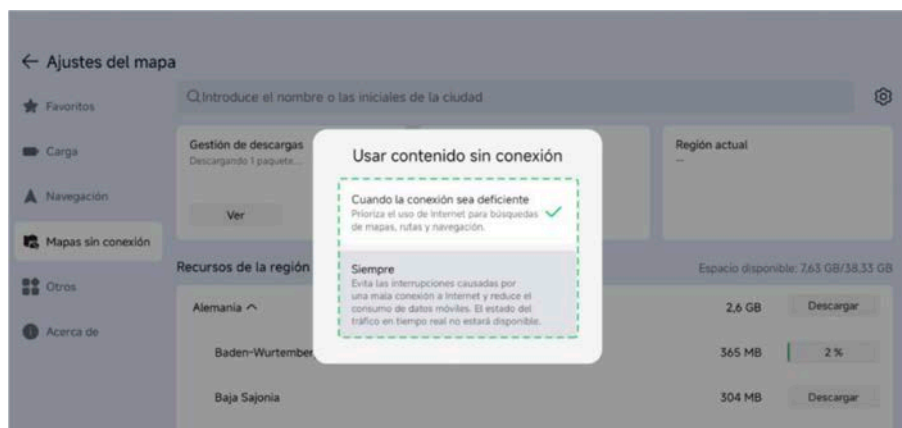 Ajustes del mapa
Favoritos
Carga
Navegación
Mapas sin conexión
Otros
Acerca de
Introduce el nombre o las iniciales de la ciudad
Gestión de descargas
Descargando 1 paquete...
Ver
Región actual
--
Usar contenido sin conexión
Cuando la conexión sea deficiente
Prioriza el uso de Internet para búsquedas
de mapas, rutas y navegación.
Siempre
Evita las interrupciones causadas por
una mala conexión a Internet y reduce el
consumo de datos móviles. El estado del
tráfico en tiempo real no estará disponible.
Recursos de la región
Espacio disponible: 7,63 GB/38,33 GB
Alemania
2,6 GB
Descargar
Baden-Wurtember
365 MB
2 %
Baja Sajonia
304 MB
Descargar